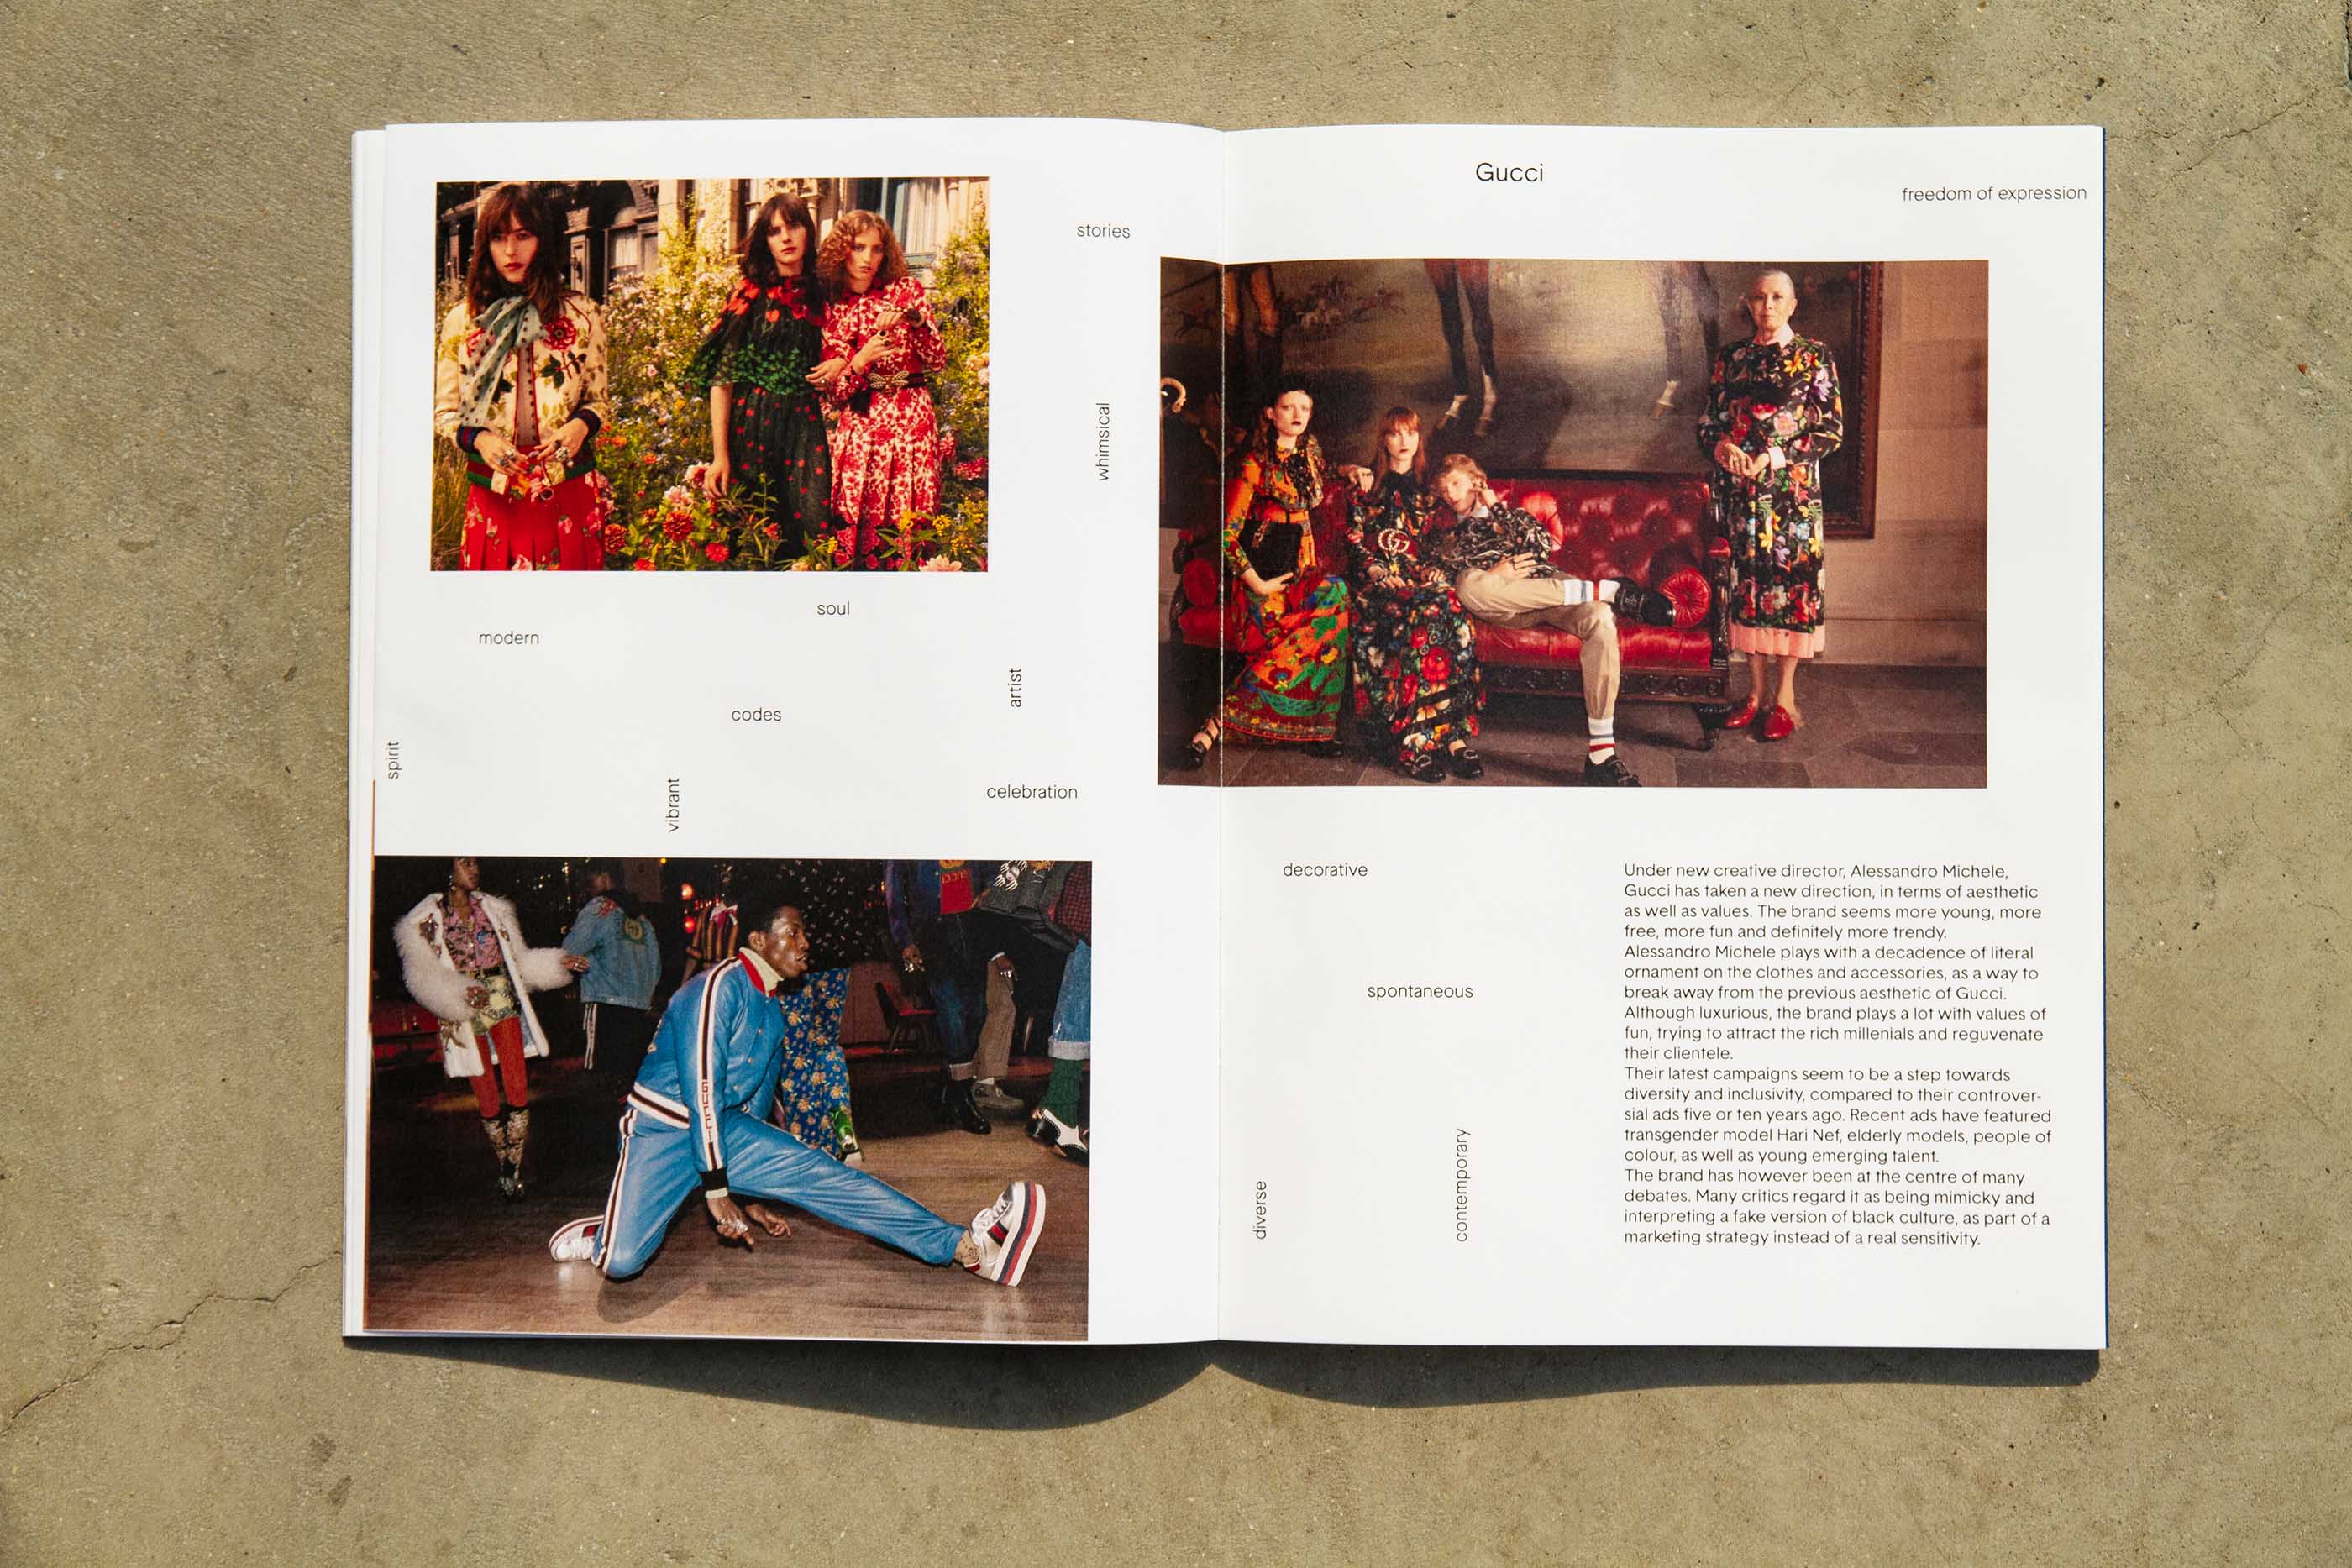 stories
whimsical
soul
modern
artist
codes
spirit
vibrant
celebration
GUCCI
Gucci
freedom of expression
decorative
spontaneous
diverse
contemporary
Under new creative director, Alessandro Michele,
Gucci has taken a new direction, in terms of aesthetic
as well as values. The brand seems more young, more
free, more fun and definitely more trendy.
Alessandro Michele plays with a decadence of literal
ornament on the clothes and accessories, as a way to
break away from the previous aesthetic of Gucci.
Although luxurious, the brand plays a lot with values of
fun, trying to attract the rich millenials and reguvenate
their clientele.
Their latest campaigns seem to be a step towards
diversity and inclusivity, compared to their controver-
sial ads five or ten years ago. Recent ads have featured
transgender model Hari Nef, elderly models, people of
colour, as well as young emerging talent.
The brand has however been at the centre of many
debates. Many critics regard it as being mimicky and
interpreting a fake version of black culture, as part of a
marketing strategy instead of a real sensitivity.